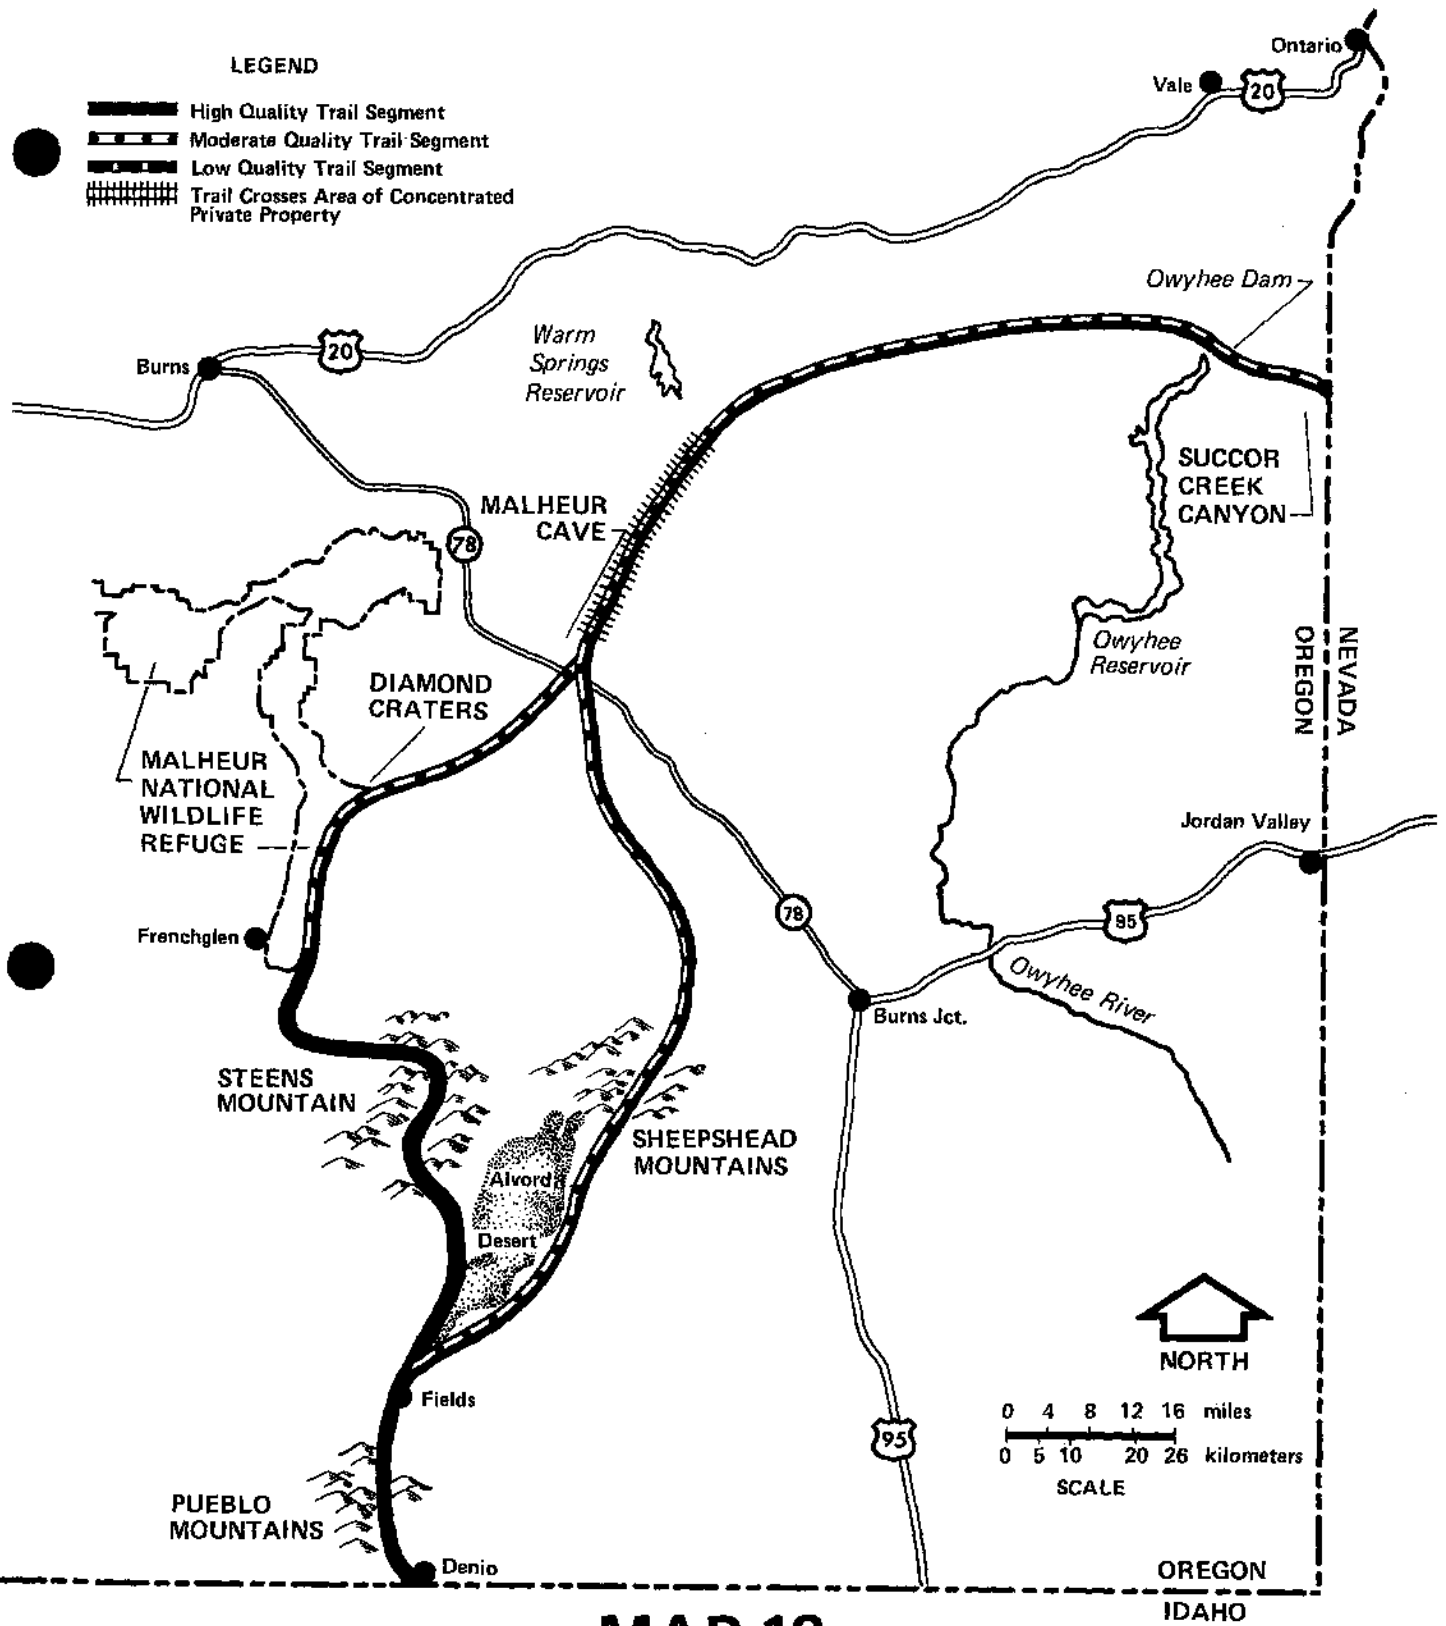 LEGEND
High Quality Trail Segment
Moderate Quality Trail Segment
Low Quality Trail Segment
Trail Crosses Area of Concentrated
Private Property
Ontario
Vale
20
Owyhee Dam
Warm
Springs
Reservoir
20
Burns
SUCCOR
CREEK
CANYON
MALHEUR
CAVE
78
Owyhee
Reservoir
NEVADA
OREGON
DIAMOND
CRATERS
MALHEUR
NATIONAL
WILDLIFE
REFUGE
Jordan Valley
78
95
Frenchglen
Owyhee River
Burns Jct.
STEENS
MOUNTAIN
SHEEPSHEAD
MOUNTAINS
Alvord
Desert
NORTH
Fields
0 4 8 12 16 miles
0 5 10 20 26 kilometers
SCALE
95
PUEBLO
MOUNTAINS
Denio
OREGON
IDAHO